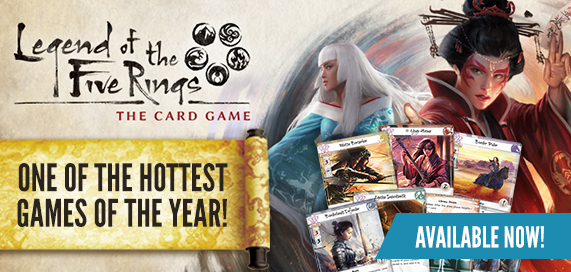 Legend of the
Five Rings
THE CARD GAME
ONE OF THE HOTTEST
GAMES OF THE YEAR!
AVAILABLE NOW!